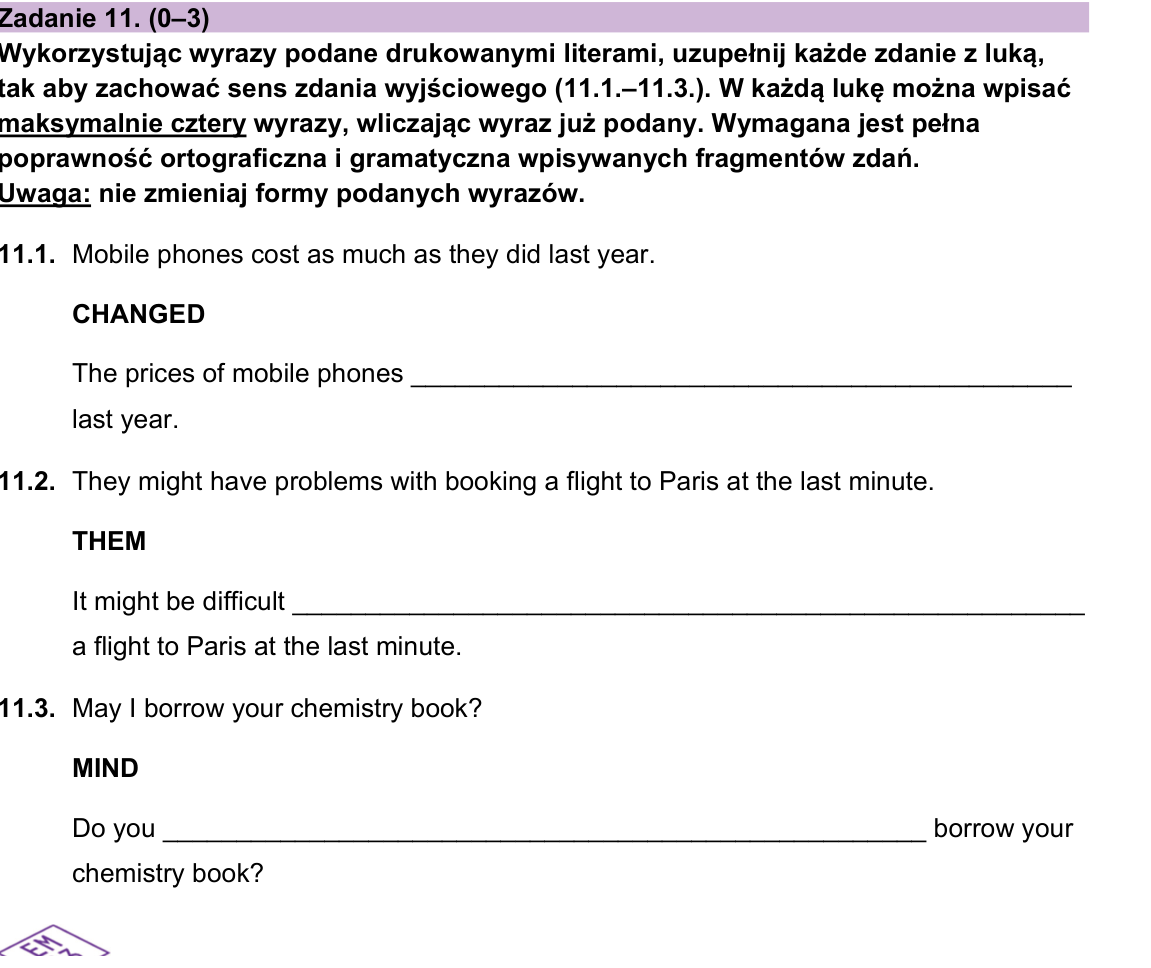 Zadanie 11. (0–3)
Wykorzystując wyrazy podane drukowanymi literami, uzupełnij każde zdanie z luką,
tak aby zachować sens zdania wyjściowego (11.1.–11.3.). W każdą lukę można wpisać
maksymalnie cztery wyrazy, wliczając wyraz już podany. Wymagana jest pełna
poprawność ortograficzna i gramatyczna wpisywanych fragmentów zdań.
Uwaga: nie zmieniaj formy podanych wyrazów.
11.1. Mobile phones cost as much as they did last year.
CHANGED
The prices of mobile phones ______________________________________________
last year.
11.2. They might have problems with booking a flight to Paris at the last minute.
THEM
It might be difficult _______________________________________________________
a flight to Paris at the last minute.
11.3. May I borrow your chemistry book?
MIND
Do you _____________________________________________________ borrow your
chemistry book?